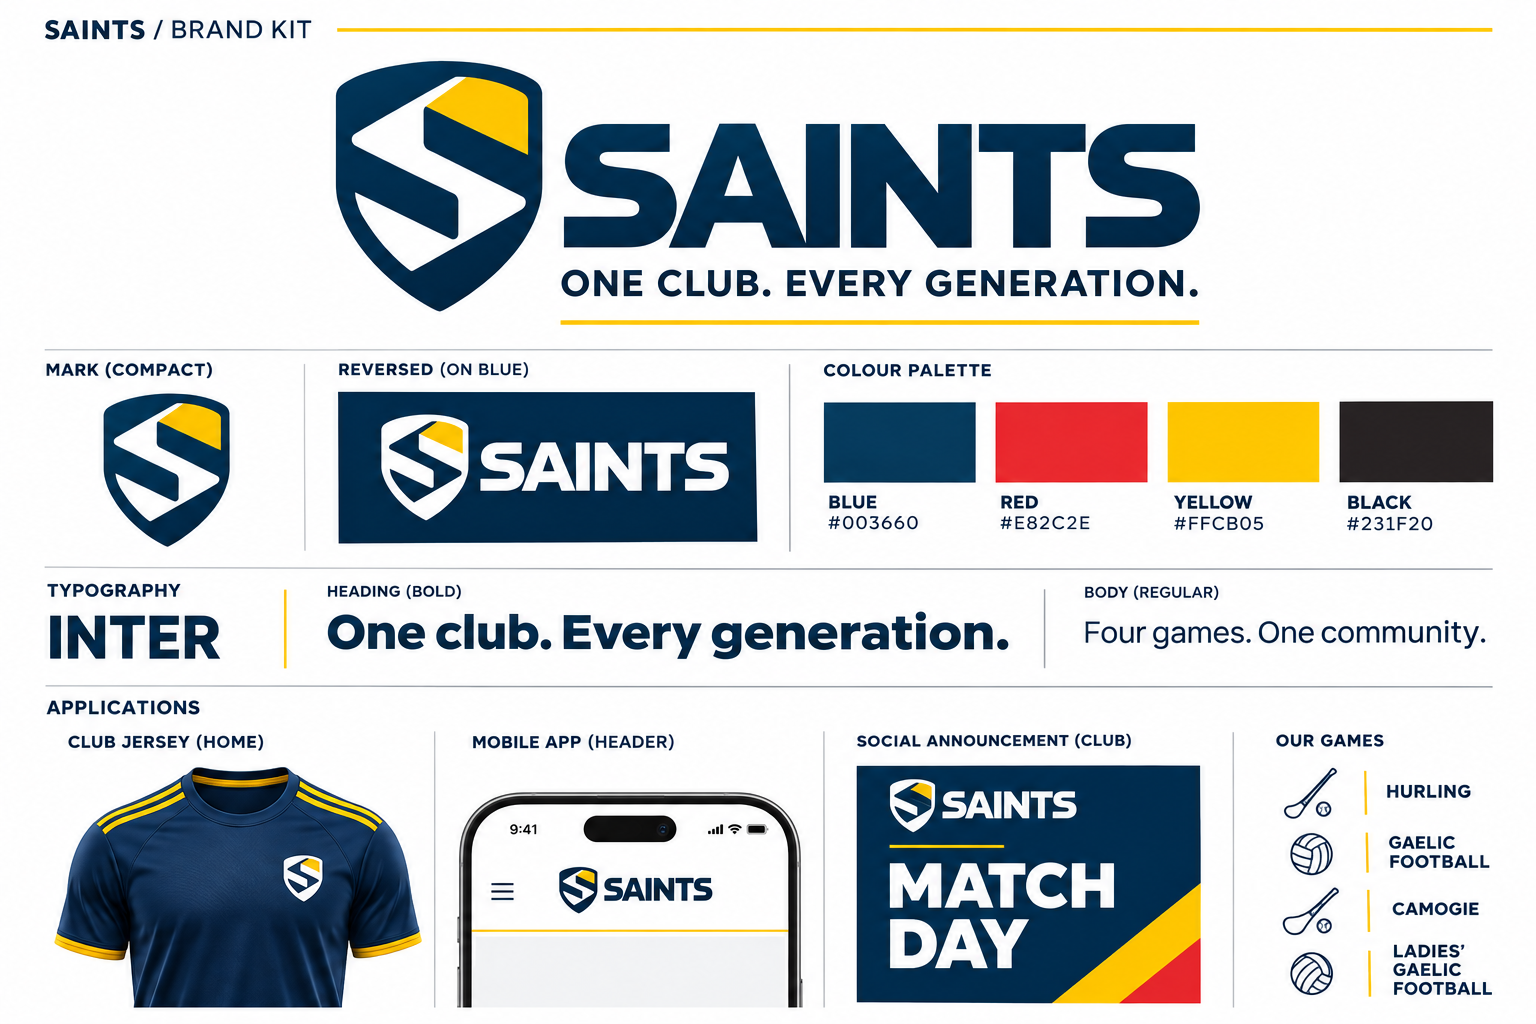 SAINTS / BRAND KIT
SAINTS
ONE CLUB. EVERY GENERATION.
MARK (COMPACT)
REVERSED (ON BLUE)
SAINTS
COLOUR PALETTE
BLUE
#003660
RED
#E82C2E
YELLOW
#FFCB05
BLACK
#231F20
TYPOGRAPHY
INTER
HEADING (BOLD)
One club. Every generation.
BODY (REGULAR)
Four games. One community.
APPLICATIONS
CLUB JERSEY (HOME)
MOBILE APP (HEADER)
9:41
SAINTS
SOCIAL ANNOUNCEMENT (CLUB)
SAINTS
MATCH
DAY
OUR GAMES
HURLING
GAELIC
FOOTBALL
CAMOGIE
LADIES'
GAELIC
FOOTBALL